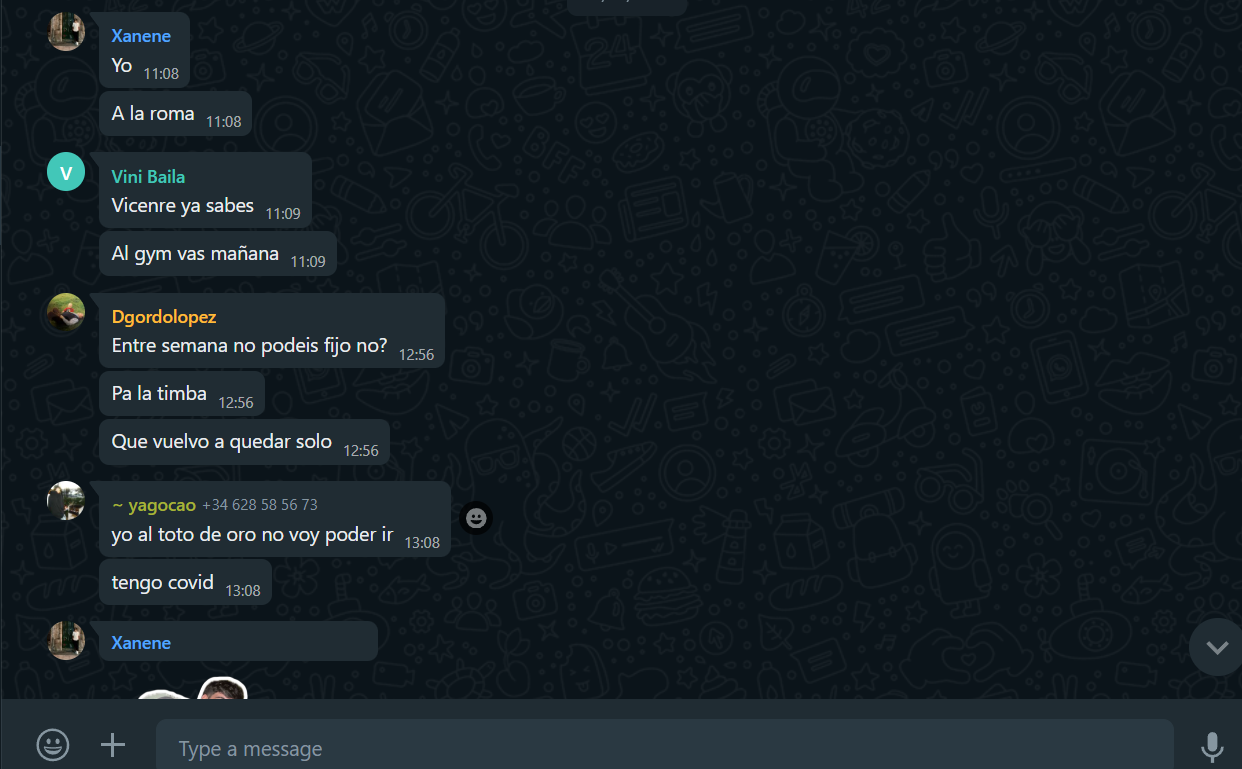 Xanene
Yo 11:08
A la roma 11:08
V
Vini Baila
Vicenre ya sabes 11:09
Al gym vas mañana 11:09
Dgordolopez
Entre semana no podeis fijo no? 12:56
Pa la timba 12:56
Que vuelvo a quedar solo 12:56
~ yagocao +34 628 58 56 73
yo al toto de oro no voy poder ir 13:08
tengo covid 13:08
Xanene
Type a message